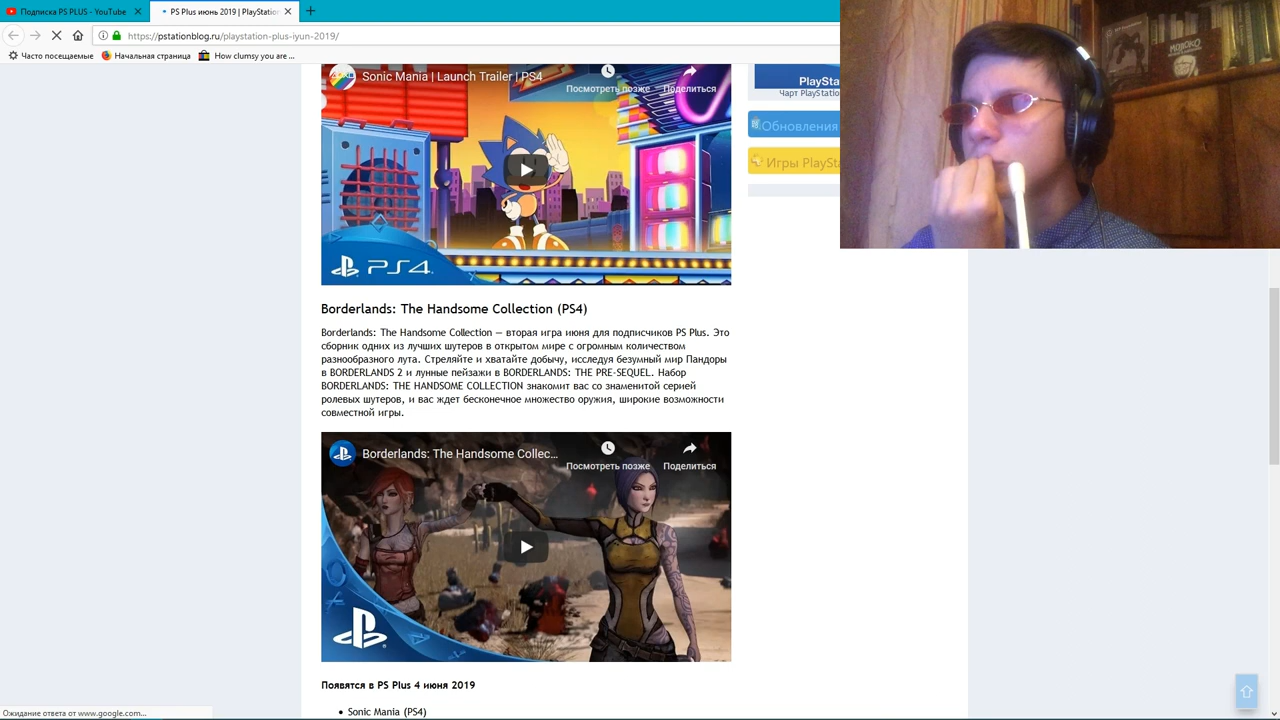 Подписка PS PLUS - YouTube
PS Plus июнь 2019 | PlayStation
https://pstationblog.ru/playstation-plus-iyun-2019/
Часто посещаемые
Начальная страница
How clumsy you are ...
Sonic Mania | Launch Trailer | PS4
Посмотреть позже
Поделиться
PS4
PlaySta
Чарт PlayStation
Обновления
Игры PlaySta
МОЛОКО
Borderlands: The Handsome Collection (PS4)
Borderlands: The Handsome Collection — вторая игра июня для подписчиков PS Plus. Это
сборник одних из лучших шутеров в открытом мире с огромным количеством
разнообразного лута. Стреляйте и хватайте добычу, исследуя безумный мир Пандоры
в BORDERLANDS 2 и лунные пейзажи в BORDERLANDS: THE PRE-SEQUEL. Набор
BORDERLANDS: THE HANDSOME COLLECTION знакомит вас со знаменитой серией
ролевых шутеров, и вас ждет бесконечное множество оружия, широкие возможности
совместной игры.
Borderlands: The Handsome Collec...
Посмотреть позже
Поделиться
Появятся в PS Plus 4 июня 2019
• Sonic Mania (PS4)
Ожидание ответа от www.google.com...